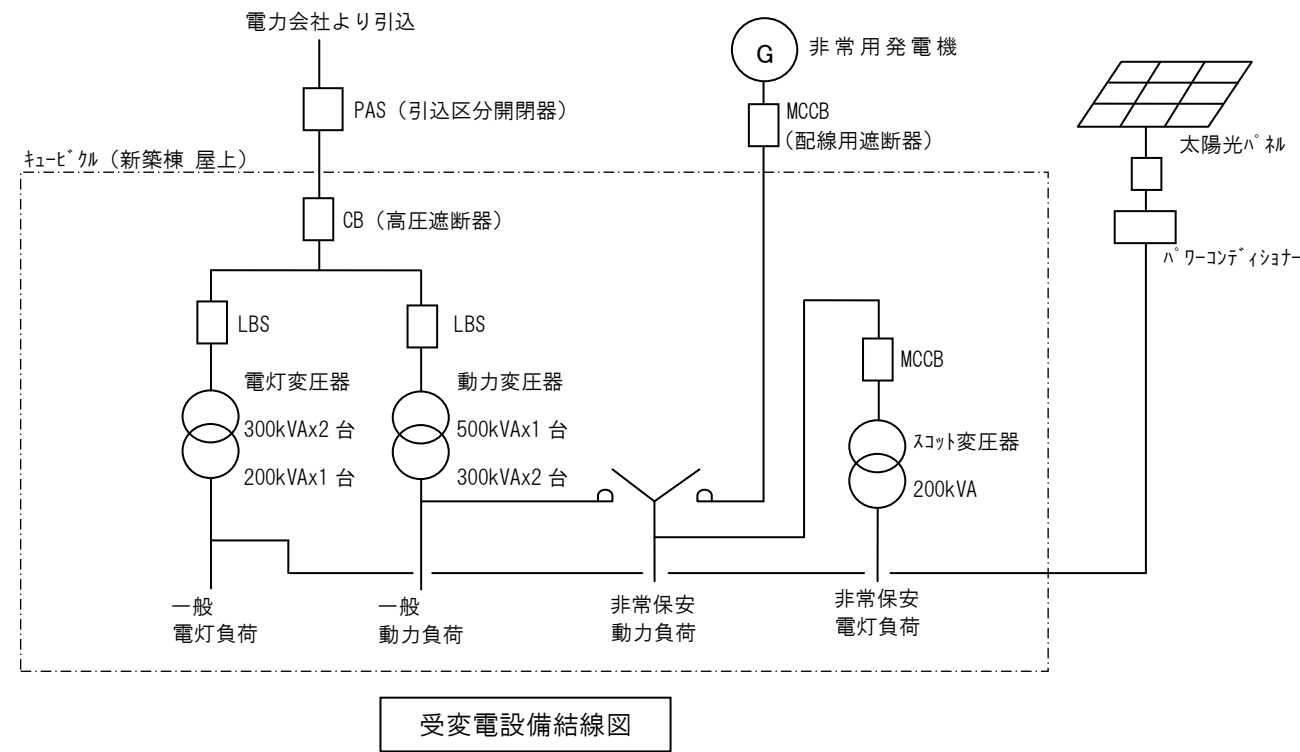 電力会社より引込
G
非常用発電機
PAS（引込区分開閉器）
MCCB
（配線用遮断器）
太陽光ﾊﾟﾈﾙ
ｷｭｰﾋﾞｸﾙ（新築棟 屋上）
CB（高圧遮断器）
ﾊﾟﾜｰｺﾝﾃﾞｨｼｮﾅｰ
LBS
LBS
MCCB
電灯変圧器
300kVAx2 台
200kVAx1 台
動力変圧器
500kVAx1 台
300kVAx2 台
ｽｺｯﾄ変圧器
200kVA
一般
電灯負荷
一般
動力負荷
非常保安
動力負荷
非常保安
電灯負荷
受変電設備結線図